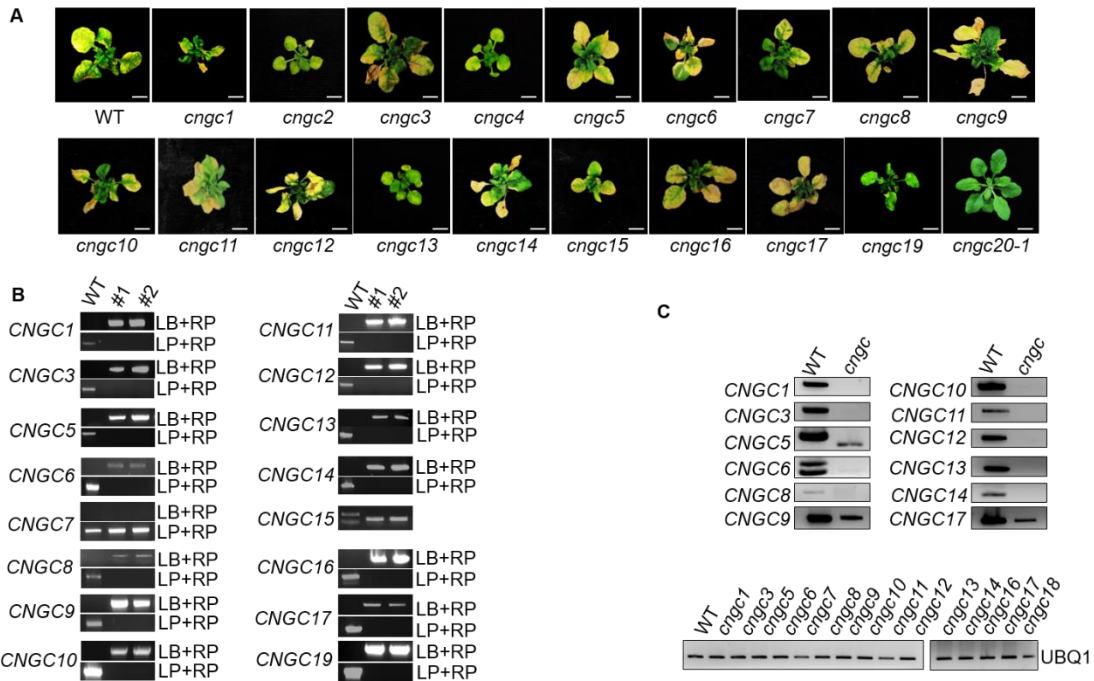 A
WT cngc1 cngc2 cngc3 cngc4 cngc5 cngc6 cngc7 cngc8 cngc9
cngc10 cngc11 cngc12 cngc13 cngc14 cngc15 cngc16 cngc17 cngc19 cngc20-1
B
WT #1 #2
CNGC1 LB+RP
LP+RP
CNGC3 LB+RP
LP+RP
CNGC5 LB+RP
LP+RP
CNGC6 LB+RP
LP+RP
CNGC7 LB+RP
LP+RP
CNGC8 LB+RP
LP+RP
CNGC9 LB+RP
LP+RP
CNGC10 LB+RP
LP+RP
WT #1 #2
CNGC11 LB+RP
LP+RP
CNGC12 LB+RP
LP+RP
CNGC13 LB+RP
LP+RP
CNGC14 LB+RP
LP+RP
CNGC15
CNGC16 LB+RP
LP+RP
CNGC17 LB+RP
LP+RP
CNGC19 LB+RP
LP+RP
C
WT cngc
CNGC1
CNGC3
CNGC5
CNGC6
CNGC8
CNGC9
WT cngc
CNGC10
CNGC11
CNGC12
CNGC13
CNGC14
CNGC17
WT cngc1 cngc3 cngc5 cngc6 cngc7 cngc8 cngc9 cngc10 cngc11 cngc12 cngc13 cngc14 cngc16 cngc17 cngc18
UBQ1